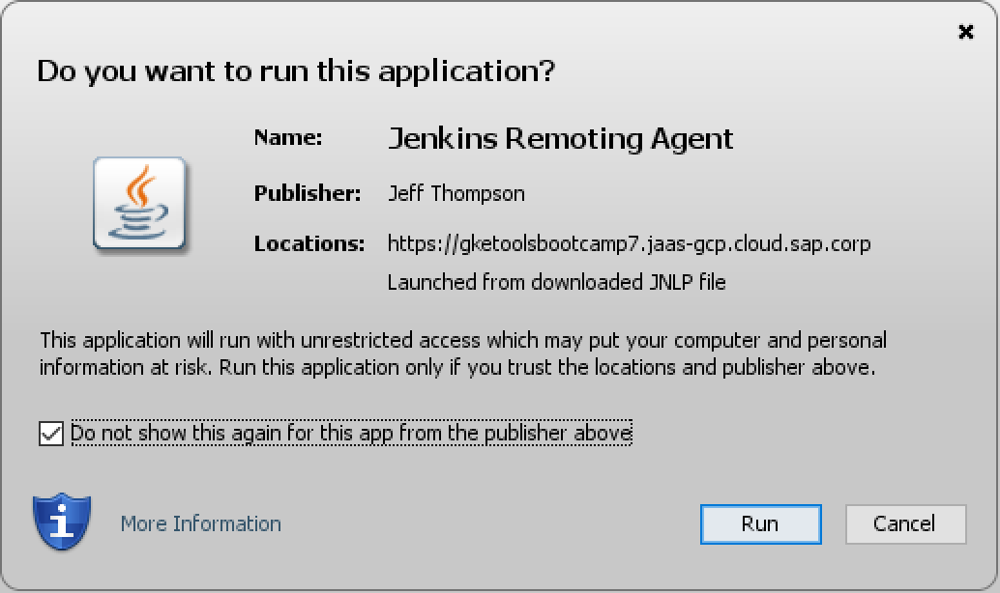 Do you want to run this application?
Name: Jenkins Remoting Agent
Publisher: Jeff Thompson
Locations: https://gketoolsbootcamp7.jaas-gcp.cloud.sap.corp
Launched from downloaded JNLP file
This application will run with unrestricted access which may put your computer and personal
information at risk. Run this application only if you trust the locations and publisher above.
Do not show this again for this app from the publisher above
More Information
Run
Cancel